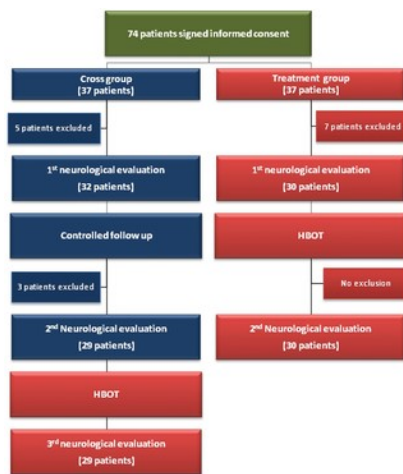 74 patients signed informed consent
Cross group
[37 patients]
Treatment group
[37 patients]
5 patients excluded
7 patients excluded
1st neurological evaluation
[32 patients]
1st neurological evaluation
[30 patients]
Controlled follow up
HBOT
3 patients excluded
No exclusion
2nd Neurological evaluation
[29 patients]
2nd Neurological evaluation
[30 patients]
HBOT
3rd neurological evaluation
[29 patients]